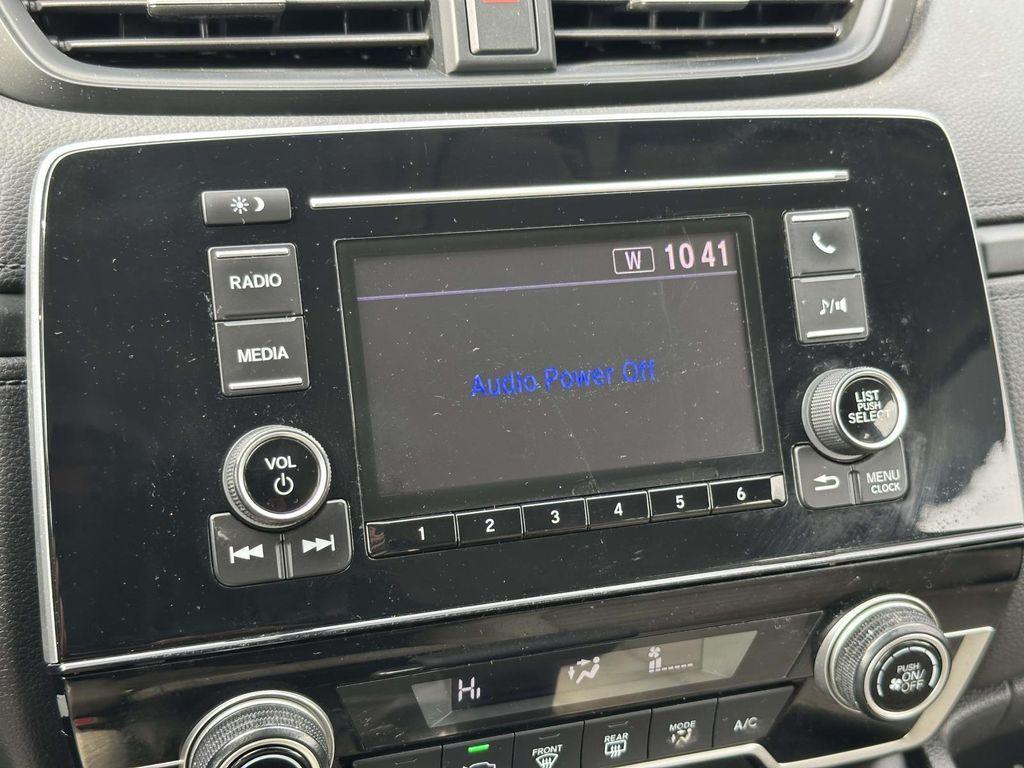 W 10:41
RADIO
Audio Power Off
MEDIA
LIST
PUSH
SELECT
VOL
MENU
CLOCK
1 2 3 4 5 6
Hi
PUSH
ON/
OFF
FRONT
REAR
MODE
A/C